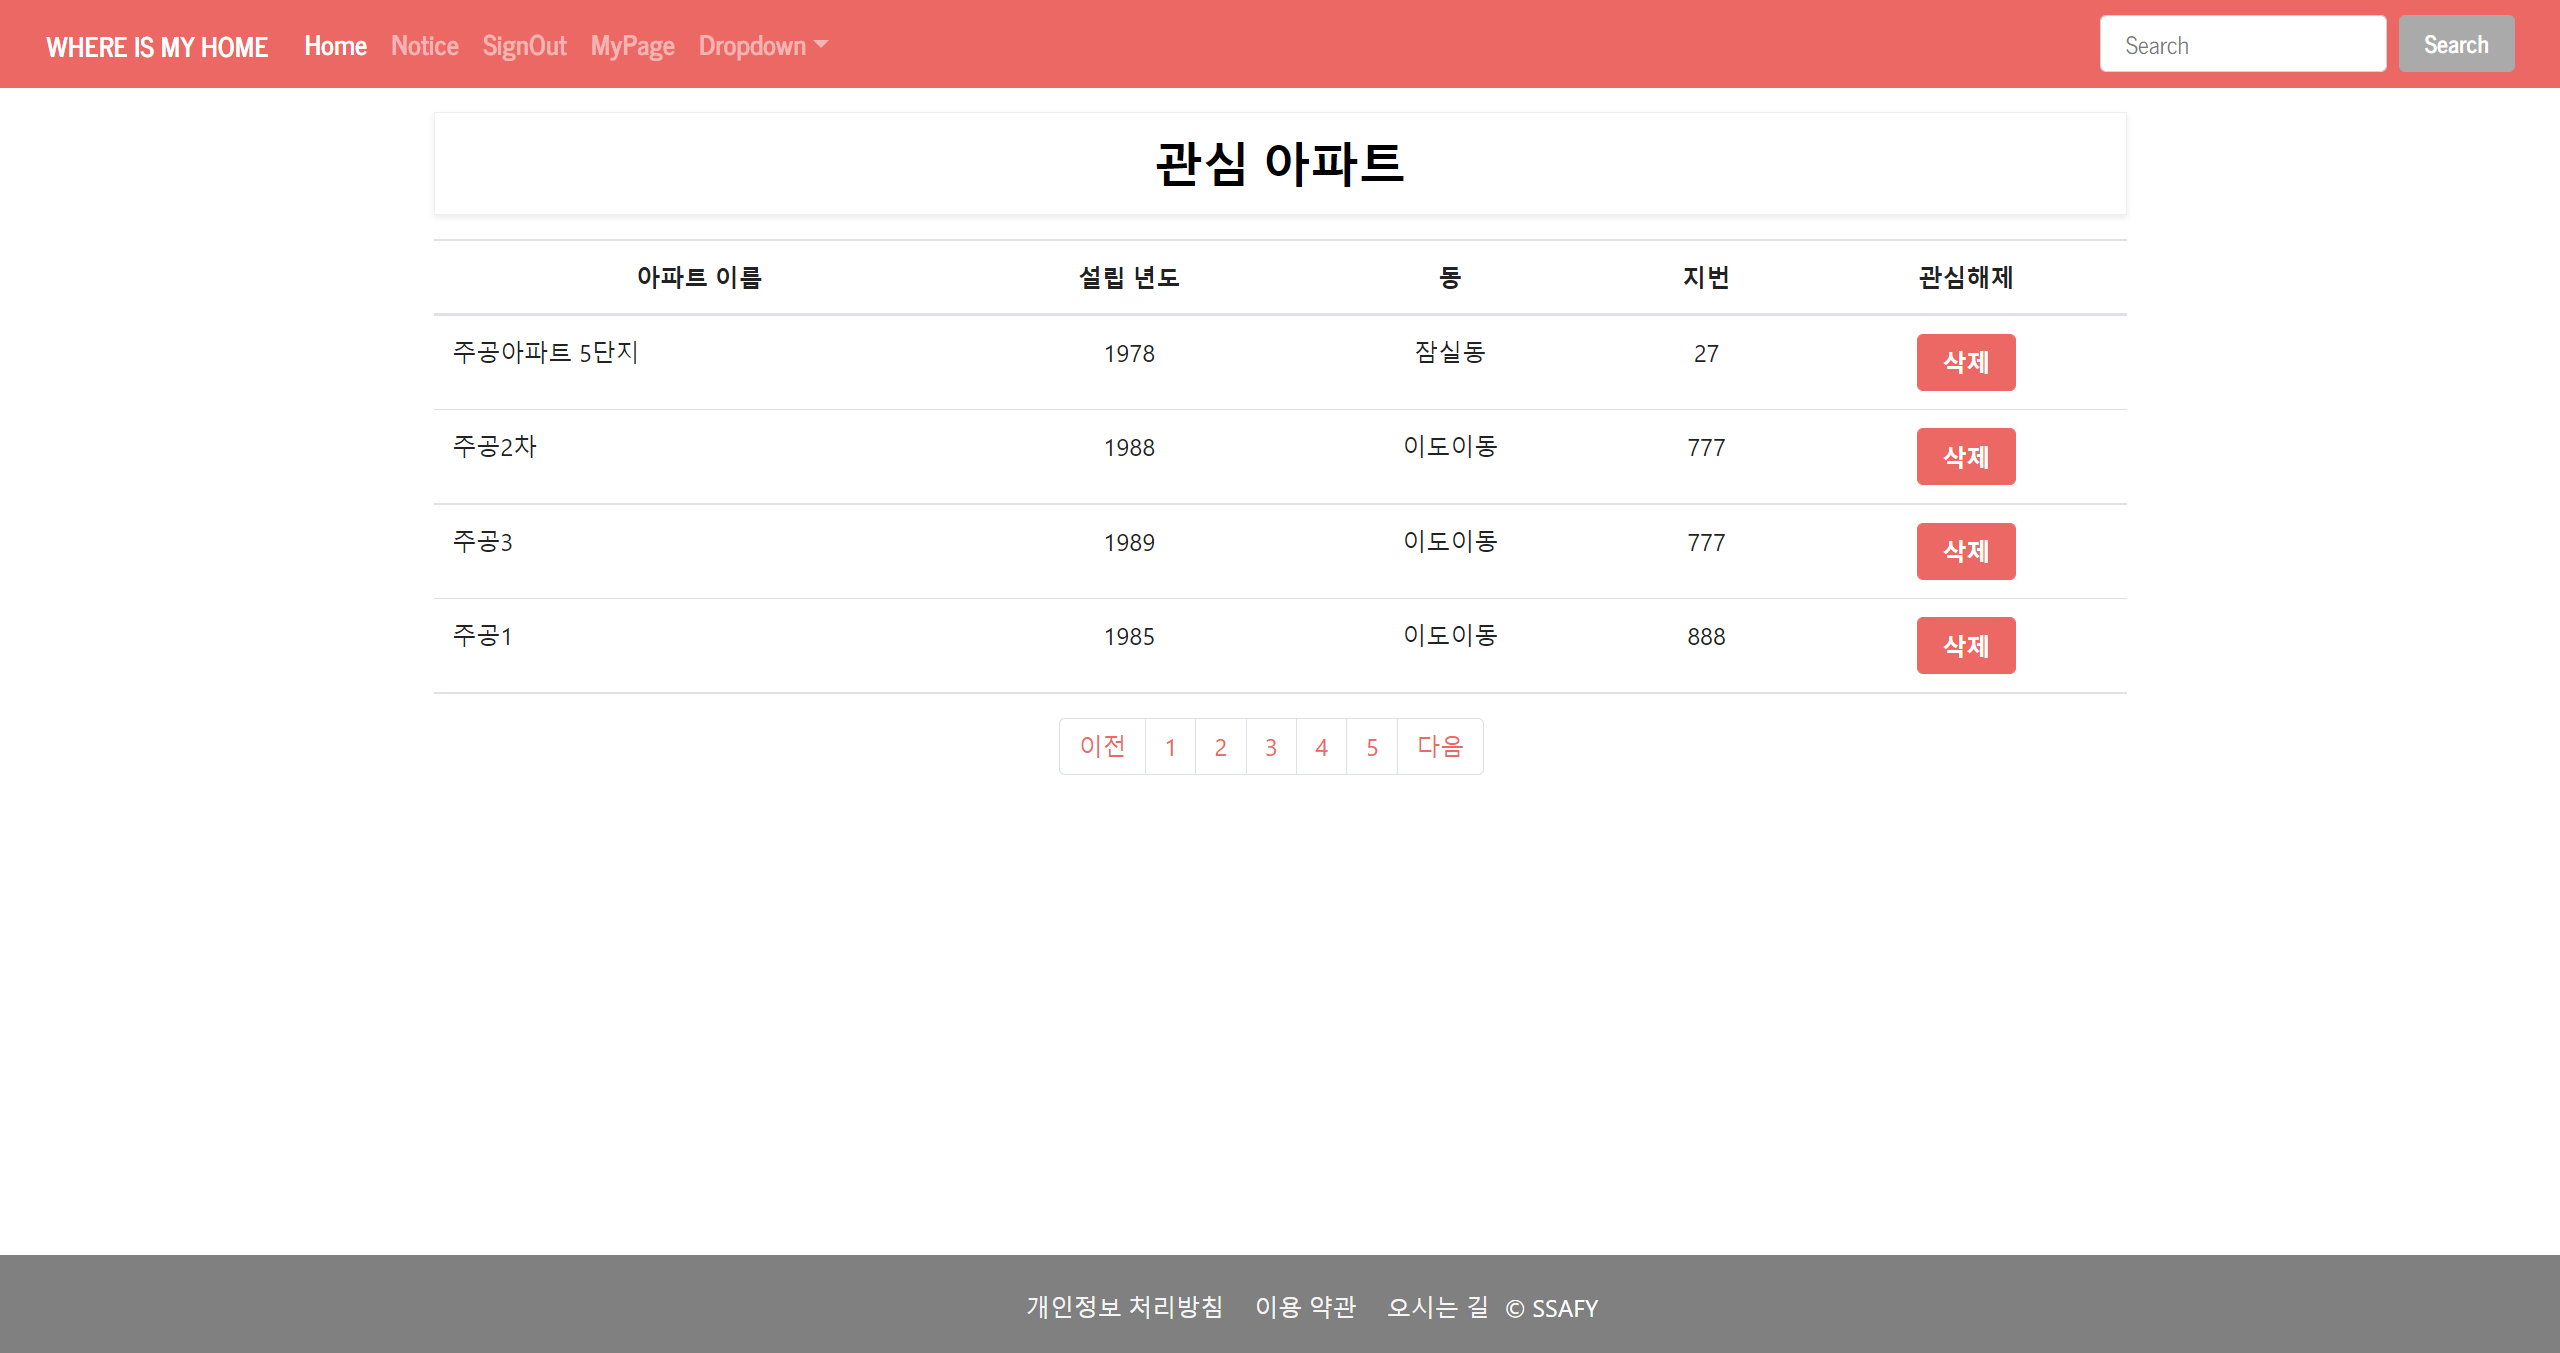 WHERE IS MY HOME Home Notice SignOut MyPage Dropdown Search Search
관심 아파트
아파트 이름 설립 년도 동 지번 관심해제
주공아파트 5단지 1978 잠실동 27 삭제
주공2차 1988 이도이동 777 삭제
주공3 1989 이도이동 777 삭제
주공1 1985 이도이동 888 삭제
이전 1 2 3 4 5 다음
개인정보 처리방침 이용 약관 오시는 길 © SSAFY